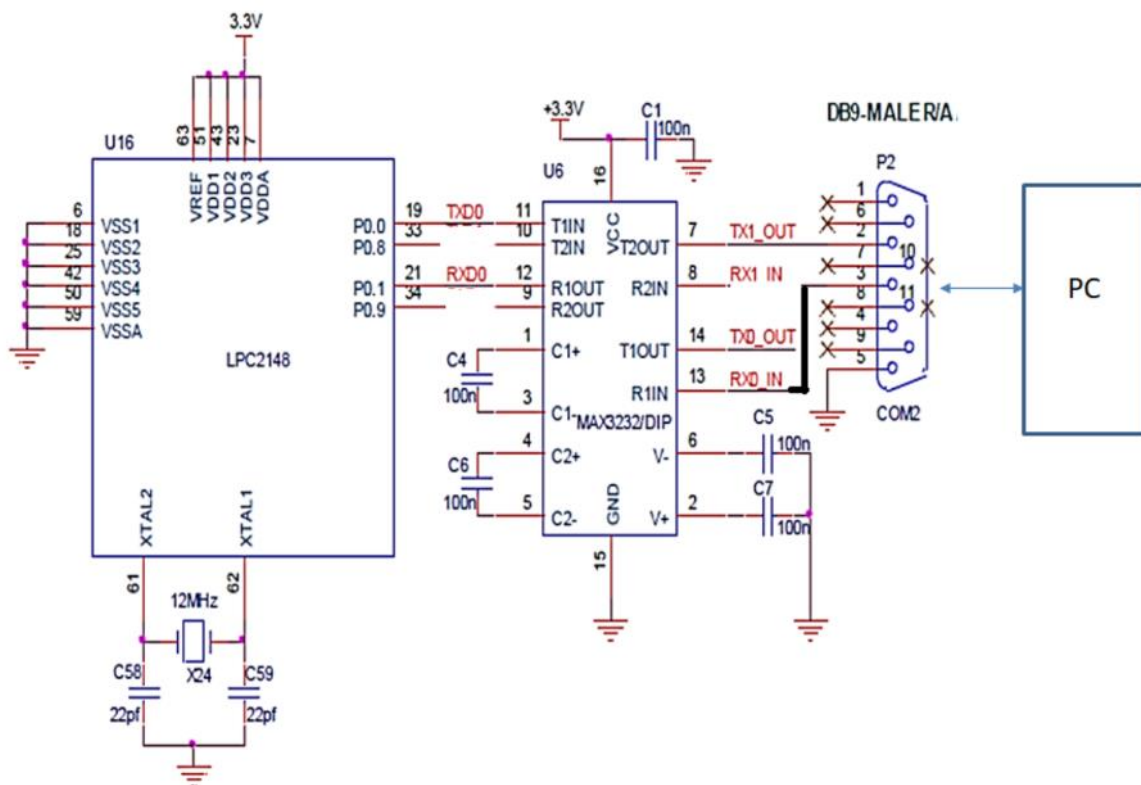 3.3V
U16
63
51
43
23
7
VREF
VDD1
VDD2
VDD3
VDDA
6 VSS1
18 VSS2
25 VSS3
42 VSS4
50 VSS5
59 VSSA
P0.0 19 TXD0
P0.8 33
P0.1 21 RXD0
P0.9 34
LPC2148
XTAL2
XTAL1
61
62
12MHz
X24
C58
22pf
C59
22pf
+3.3V
C1
100n
U6
16
VCC
11 T1IN
10 T2IN
12 R1OUT
9 R2OUT
1 C1+
3 C1-
4 C2+
5 C2-
C4
100n
C6
100n
T2OUT 7 TX1_OUT
R2IN 8 RX1_IN
T1OUT 14 TX0_OUT
R1IN 13 RX0_IN
MAX3232/DIP
V- 6
V+ 2
C5
100n
C7
100n
GND
15
DB9-MALER/A.
P2
1
6
2
7
10
3
8
11
4
9
5
COM2
PC